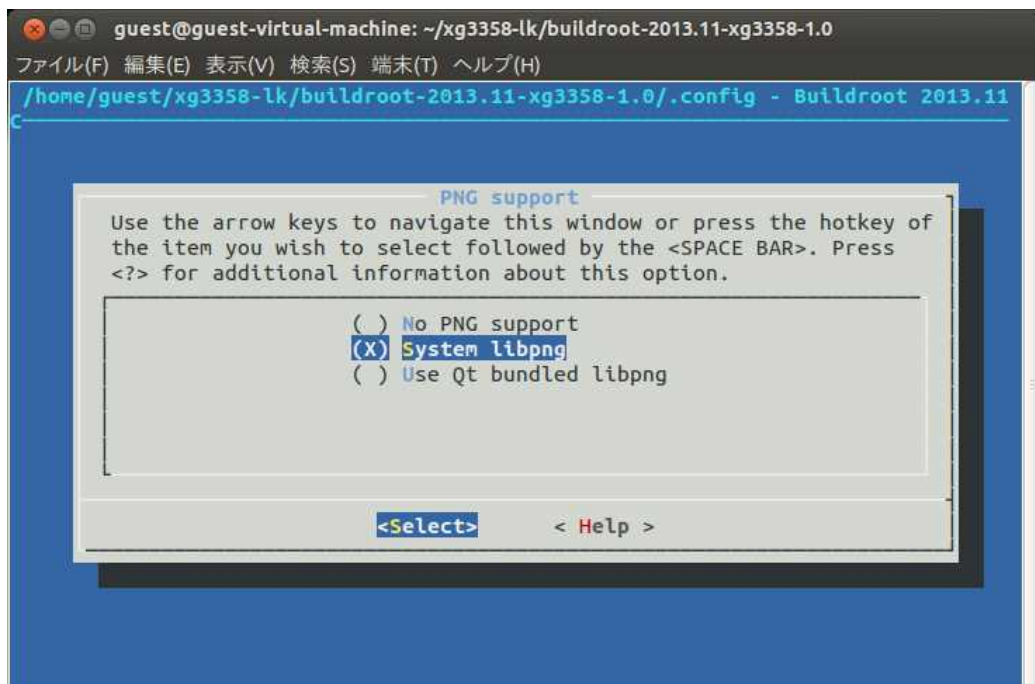 guest@guest-virtual-machine: ~/xg3358-lk/buildroot-2013.11-xg3358-1.0
ファイル(F) 編集(E) 表示(V) 検索(S) 端末(T) ヘルプ(H)
/home/guest/xg3358-lk/buildroot-2013.11-xg3358-1.0/.config - Buildroot 2013.11
C
PNG support
Use the arrow keys to navigate this window or press the hotkey of
the item you wish to select followed by the <SPACE BAR>. Press
<?> for additional information about this option.
( ) No PNG support
(X) System libpng
( ) Use Qt bundled libpng
<Select> < Help >